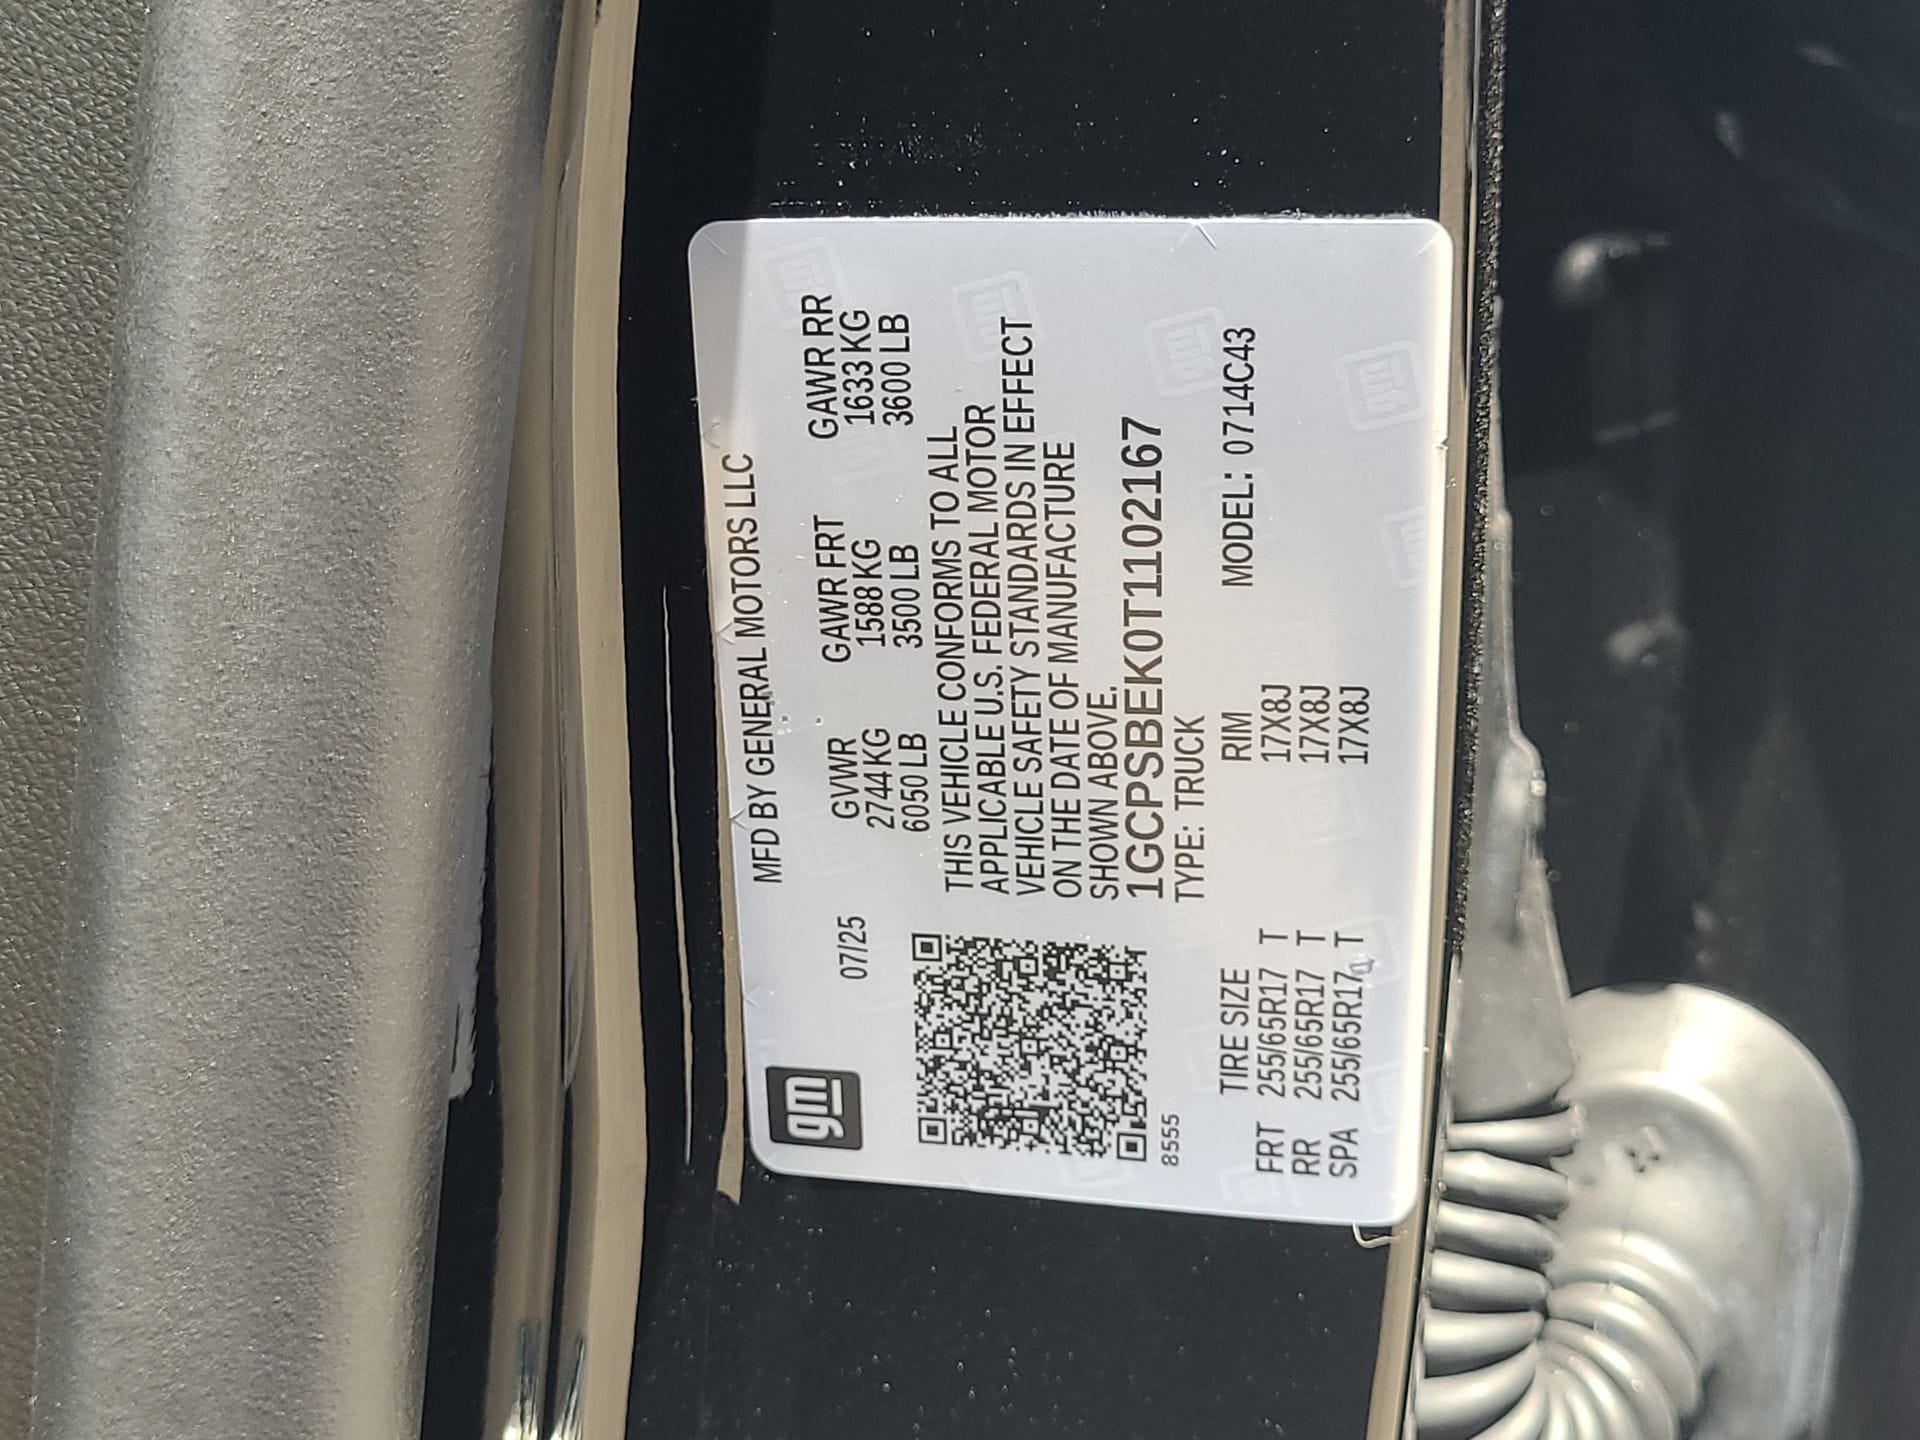 gm
MFD BY GENERAL MOTORS LLC
07/25
GVWR GAWR FRT GAWR RR
2744 KG 1588 KG 1633 KG
6050 LB 3500 LB 3600 LB
THIS VEHICLE CONFORMS TO ALL
APPLICABLE U.S. FEDERAL MOTOR
VEHICLE SAFETY STANDARDS IN EFFECT
ON THE DATE OF MANUFACTURE
SHOWN ABOVE.
1GCPSBEK0T1102167
8555
TYPE: TRUCK
TIRE SIZE RIM MODEL: 0714C43
FRT 255/65R17 T 17X8J
RR 255/65R17 T 17X8J
SPA 255/65R17 T 17X8J